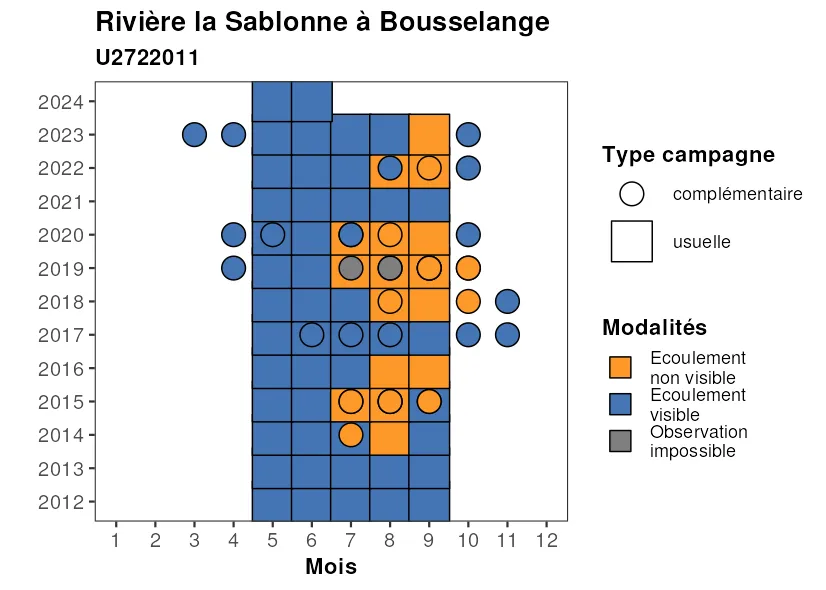 Rivière la Sablonne à Bousselange
U2722011
2024
2023
2022
2021
2020
2019
2018
2017
2016
2015
2014
2013
2012
1 2 3 4 5 6 7 8 9 10 11 12
Mois
Type campagne
complémentaire
usuelle
Modalités
Ecoulement
non visible
Ecoulement
visible
Observation
impossible